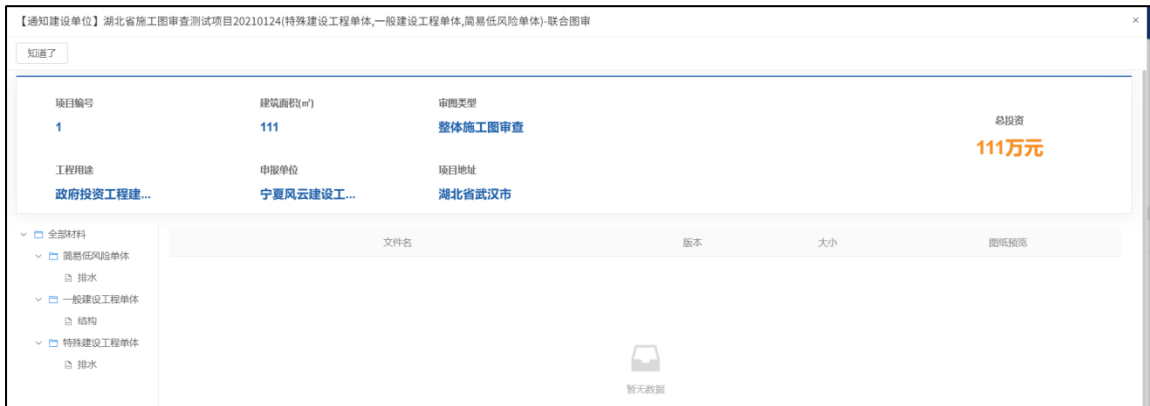 【通知建设单位】湖北省施工图审查测试项目20210124(特殊建设工程单体,一般建设工程单体,简易低风险单体)-联合图审 ×
知道了
项目编号 建筑面积(㎡) 审图类型
1 111 整体施工图审查
总投资
111万元
工程用途 申报单位 项目地址
政府投资工程建... 宁夏风云建设工... 湖北省武汉市
全部材料
简易低风险单体
排水
一般建设工程单体
结构
特殊建设工程单体
排水
文件名 版本 大小 图纸预览
暂无数据